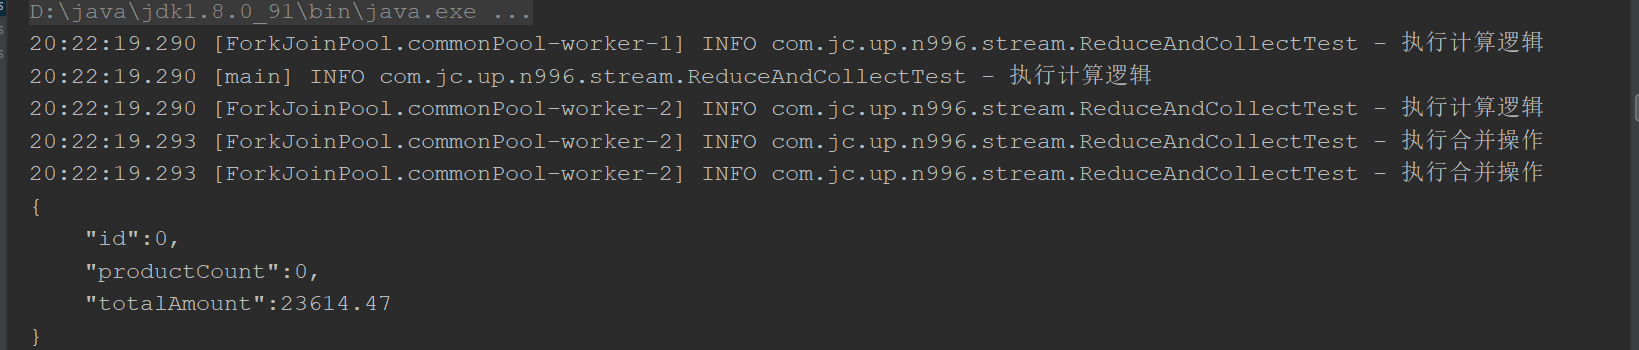 D:\java\jdk1.8.0_91\bin\java.exe ...
20:22:19.290 [ForkJoinPool.commonPool-worker-1] INFO com.jc.up.n996.stream.ReduceAndCollectTest - 执行计算逻辑
20:22:19.290 [main] INFO com.jc.up.n996.stream.ReduceAndCollectTest - 执行计算逻辑
20:22:19.290 [ForkJoinPool.commonPool-worker-2] INFO com.jc.up.n996.stream.ReduceAndCollectTest - 执行计算逻辑
20:22:19.293 [ForkJoinPool.commonPool-worker-2] INFO com.jc.up.n996.stream.ReduceAndCollectTest - 执行合并操作
20:22:19.293 [ForkJoinPool.commonPool-worker-2] INFO com.jc.up.n996.stream.ReduceAndCollectTest - 执行合并操作
{
    "id":0,
    "productCount":0,
    "totalAmount":23614.47
}